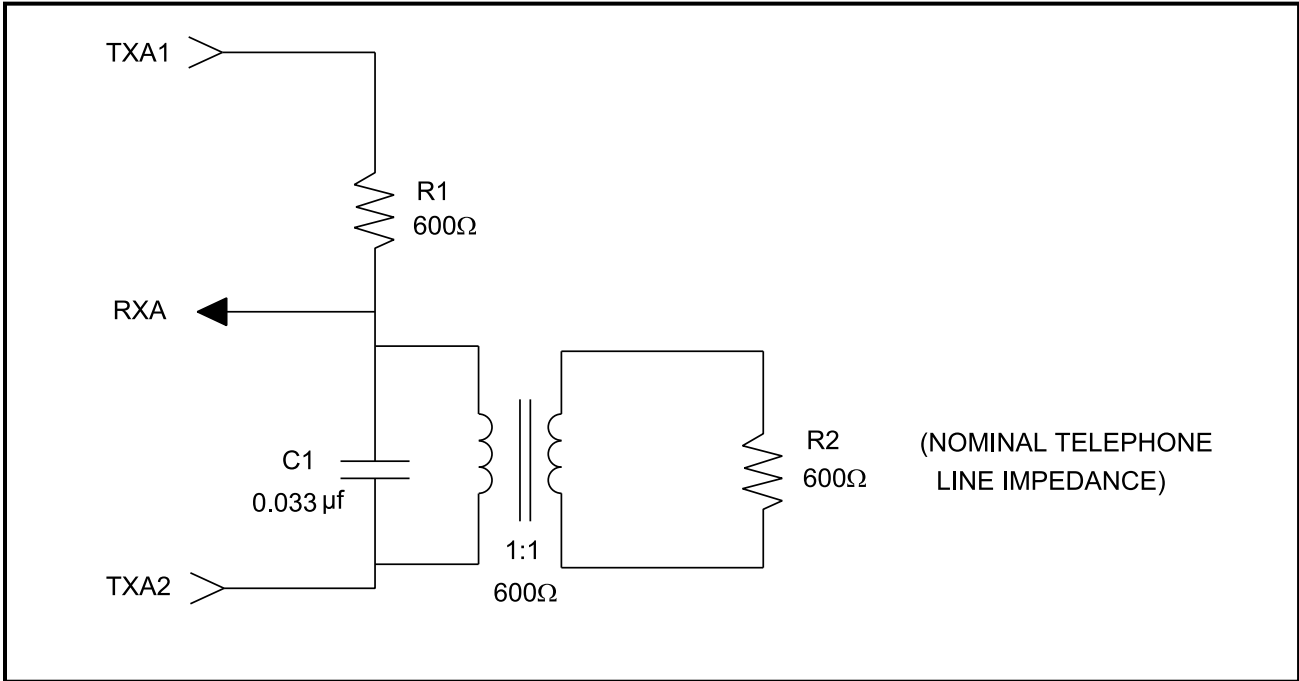 TXA1
R1
600Ω
RXA
C1
0.033 µf
1:1
600Ω
R2
600Ω
(NOMINAL TELEPHONE
LINE IMPEDANCE)
TXA2